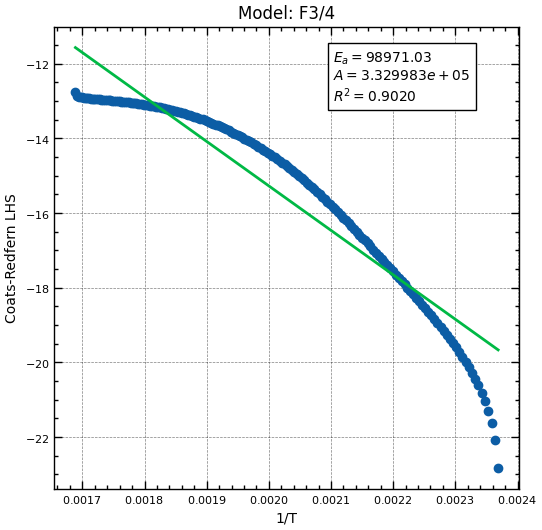 Model: F3/4
E_a = 98971.03
A = 3.329983e + 05
R² = 0.9020
Coats-Redfern LHS
−12
−14
−16
−18
−20
−22
0.0017 0.0018 0.0019 0.0020 0.0021 0.0022 0.0023 0.0024
1/T